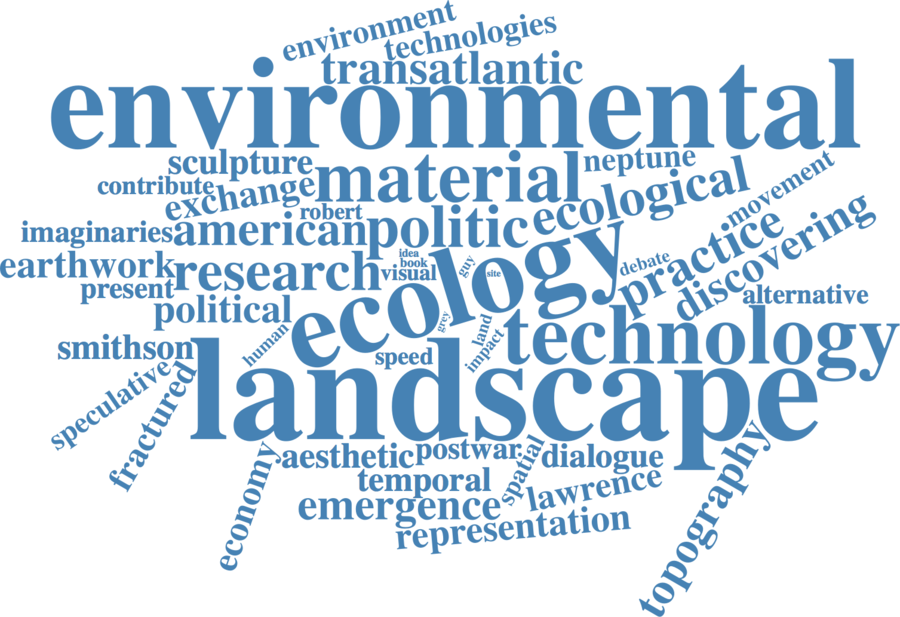 environment
technologies
transatlantic
environmental
sculpture
material
neptune
contribute
exchange
ecological
movement
robert
imaginaries
american
politic
practice
discovering
idea
book
guy
site
earthwork
research
visual
ecology
debate
present
alternative
political
grey
land
technology
human
smithson
speed
impact
landscape
speculative
fractured
economy
aesthetic
postwar
spatial
dialogue
topography
temporal
lawrence
emergence
representation